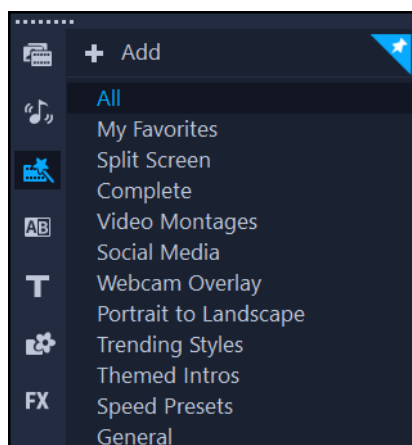 Add
All
My Favorites
Split Screen
Complete
Video Montages
Social Media
AB
Webcam Overlay
T
Portrait to Landscape
Trending Styles
Themed Intros
FX
Speed Presets
General